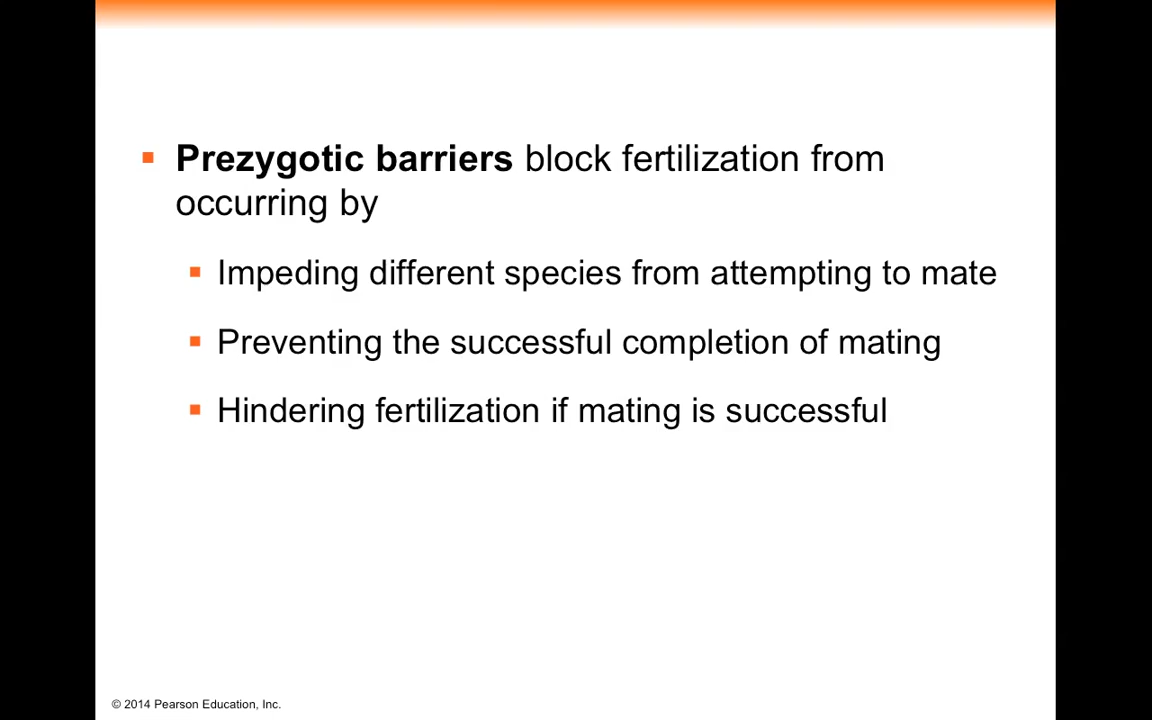 Prezygotic barriers block fertilization from
occurring by
Impeding different species from attempting to mate
Preventing the successful completion of mating
Hindering fertilization if mating is successful
© 2014 Pearson Education, Inc.